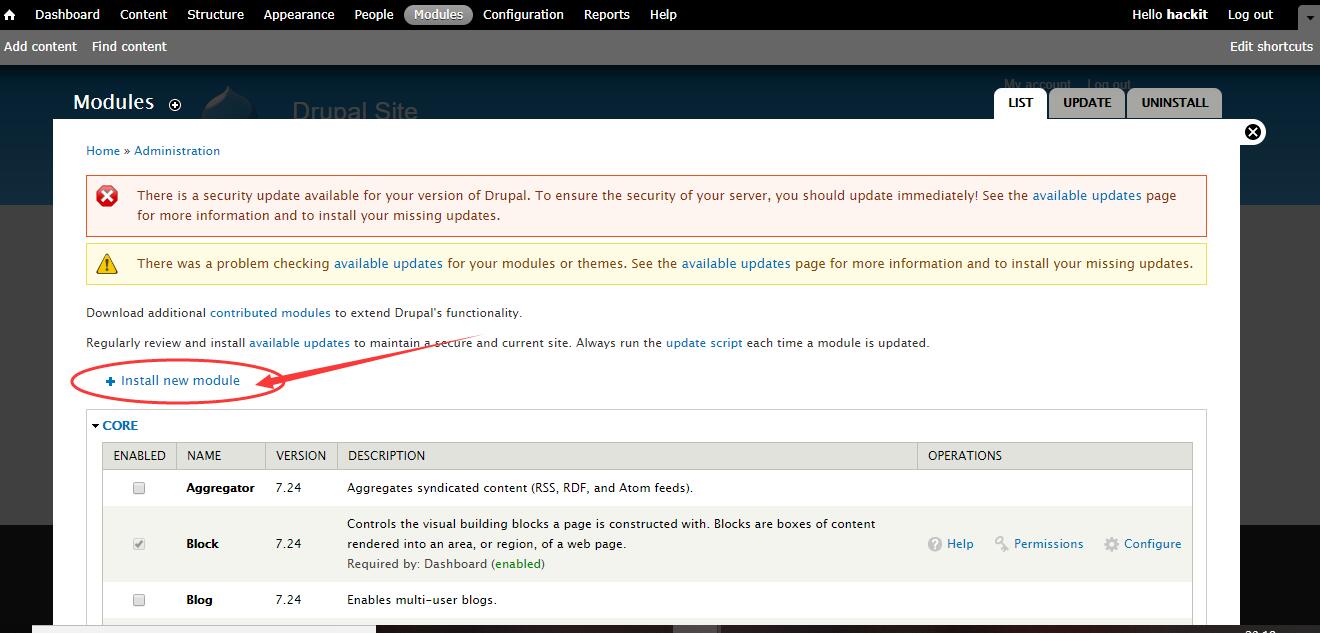 Dashboard Content Structure Appearance People Modules Configuration Reports Help Hello hackit Log out
Add content Find content Edit shortcuts
My account Log out
Modules Drupal Site LIST UPDATE UNINSTALL
Home » Administration
There is a security update available for your version of Drupal. To ensure the security of your server, you should update immediately! See the available updates page
for more information and to install your missing updates.
There was a problem checking available updates for your modules or themes. See the available updates page for more information and to install your missing updates.
Download additional contributed modules to extend Drupal's functionality.
Regularly review and install available updates to maintain a secure and current site. Always run the update script each time a module is updated.
+ Install new module
CORE
ENABLED NAME VERSION DESCRIPTION OPERATIONS
Aggregator 7.24 Aggregates syndicated content (RSS, RDF, and Atom feeds).
Controls the visual building blocks a page is constructed with. Blocks are boxes of content
Block 7.24 rendered into an area, or region, of a web page. Help Permissions Configure
Required by: Dashboard (enabled)
Blog 7.24 Enables multi-user blogs.